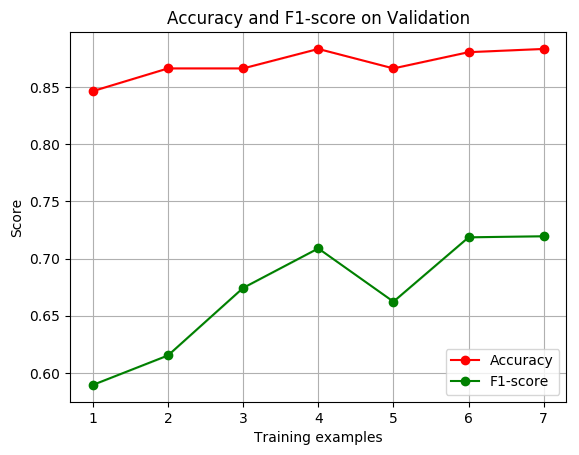 Accuracy and F1-score on Validation
Score
0.85
0.80
0.75
0.70
0.65
0.60
Accuracy
F1-score
1 2 3 4 5 6 7
Training examples